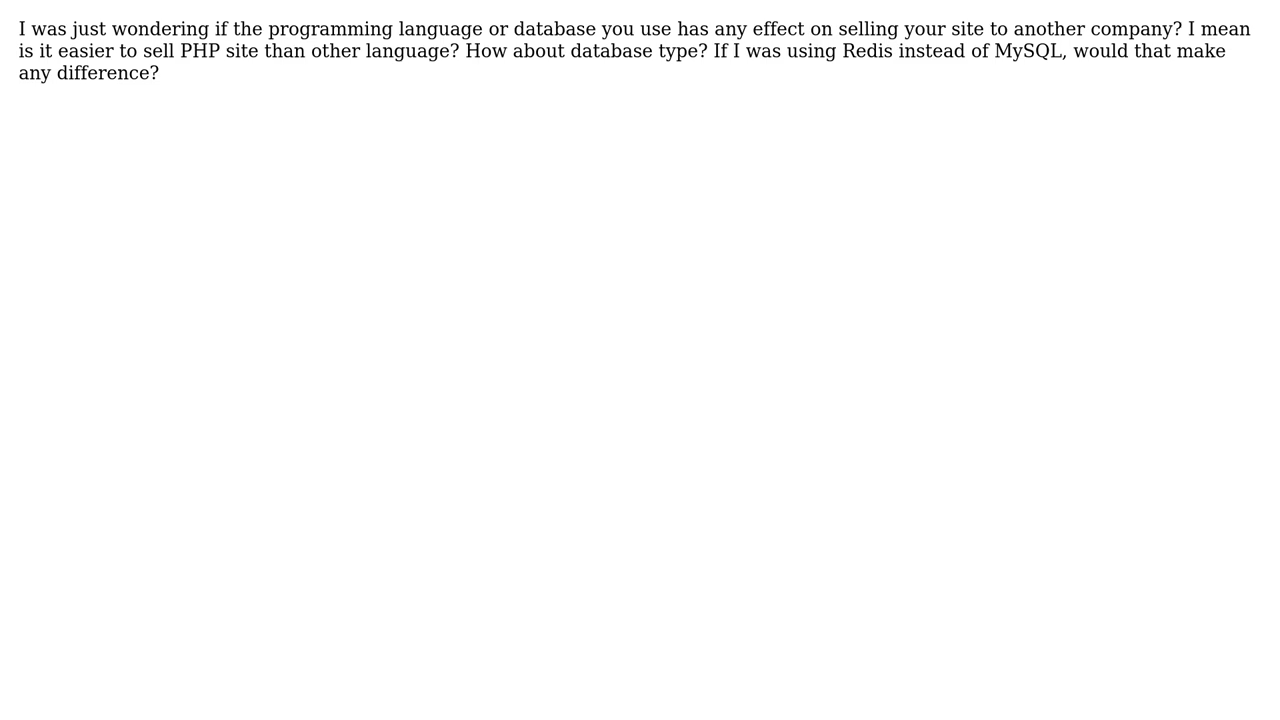 I was just wondering if the programming language or database you use has any effect on selling your site to another company? I mean
is it easier to sell PHP site than other language? How about database type? If I was using Redis instead of MySQL, would that make
any difference?